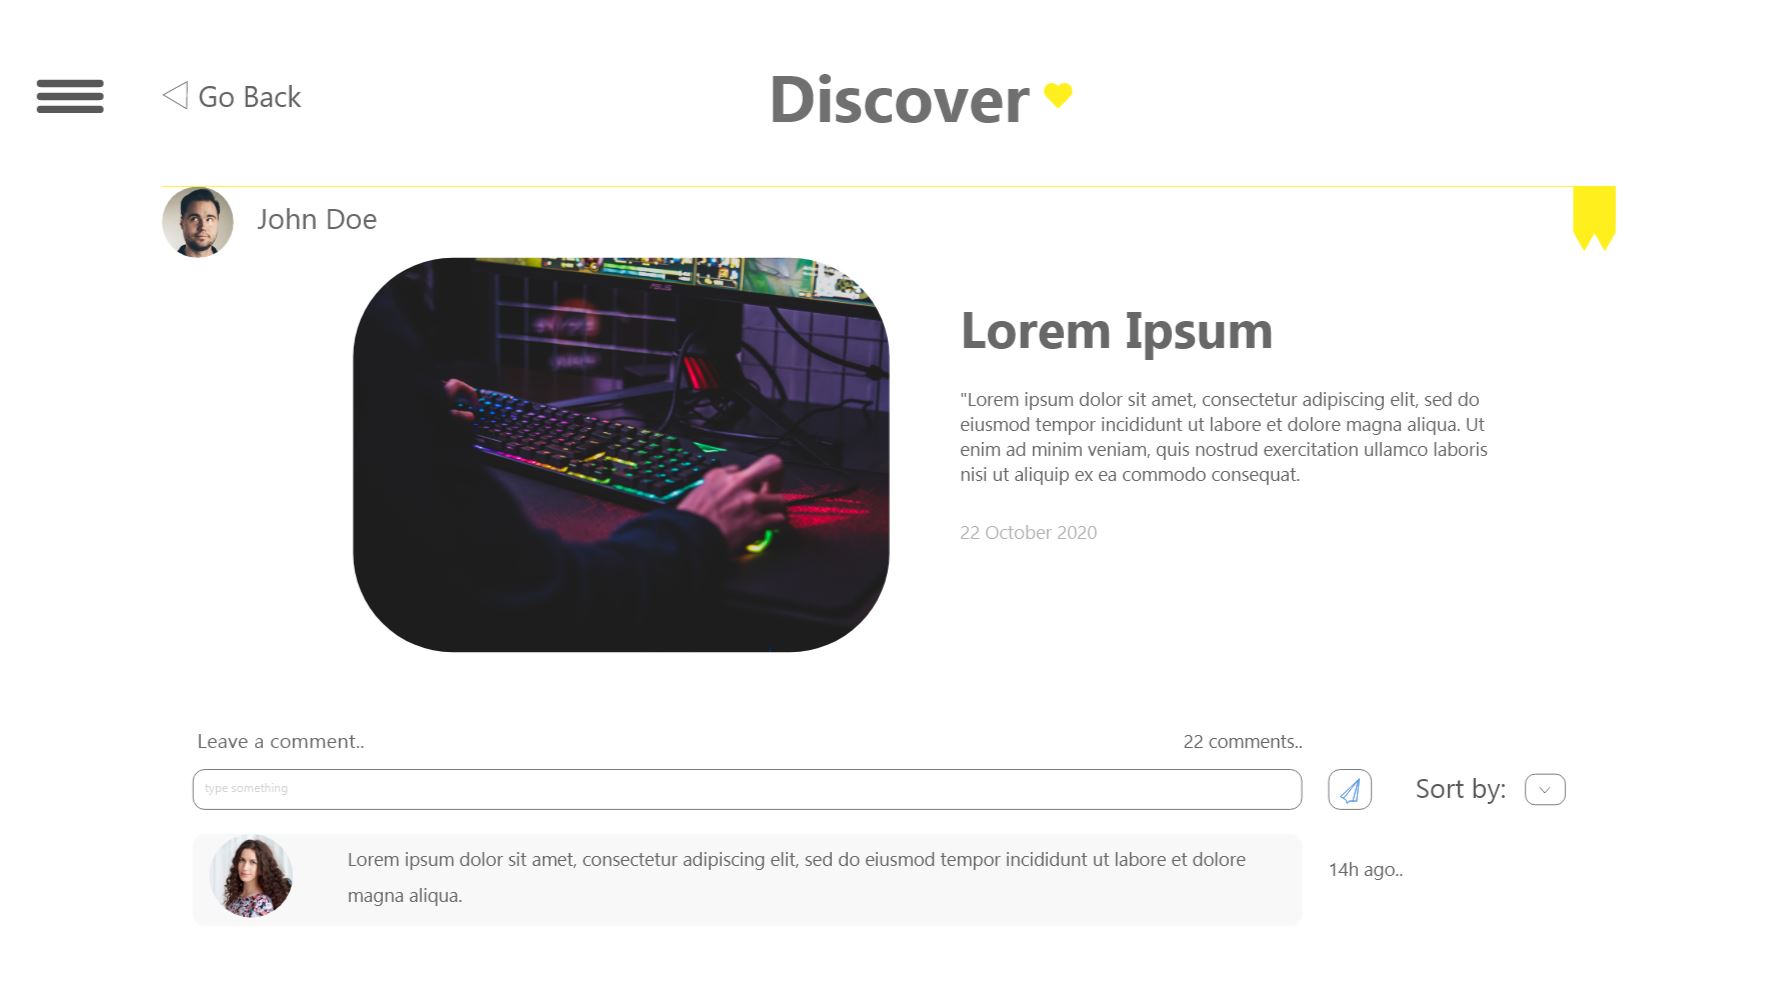 Go Back
Discover
John Doe
ASUS
Lorem Ipsum
"Lorem ipsum dolor sit amet, consectetur adipiscing elit, sed do
eiusmod tempor incididunt ut labore et dolore magna aliqua. Ut
enim ad minim veniam, quis nostrud exercitation ullamco laboris
nisi ut aliquip ex ea commodo consequat.
22 October 2020
Leave a comment..
22 comments..
type something
Sort by:
Lorem ipsum dolor sit amet, consectetur adipiscing elit, sed do eiusmod tempor incididunt ut labore et dolore
magna aliqua.
14h ago..